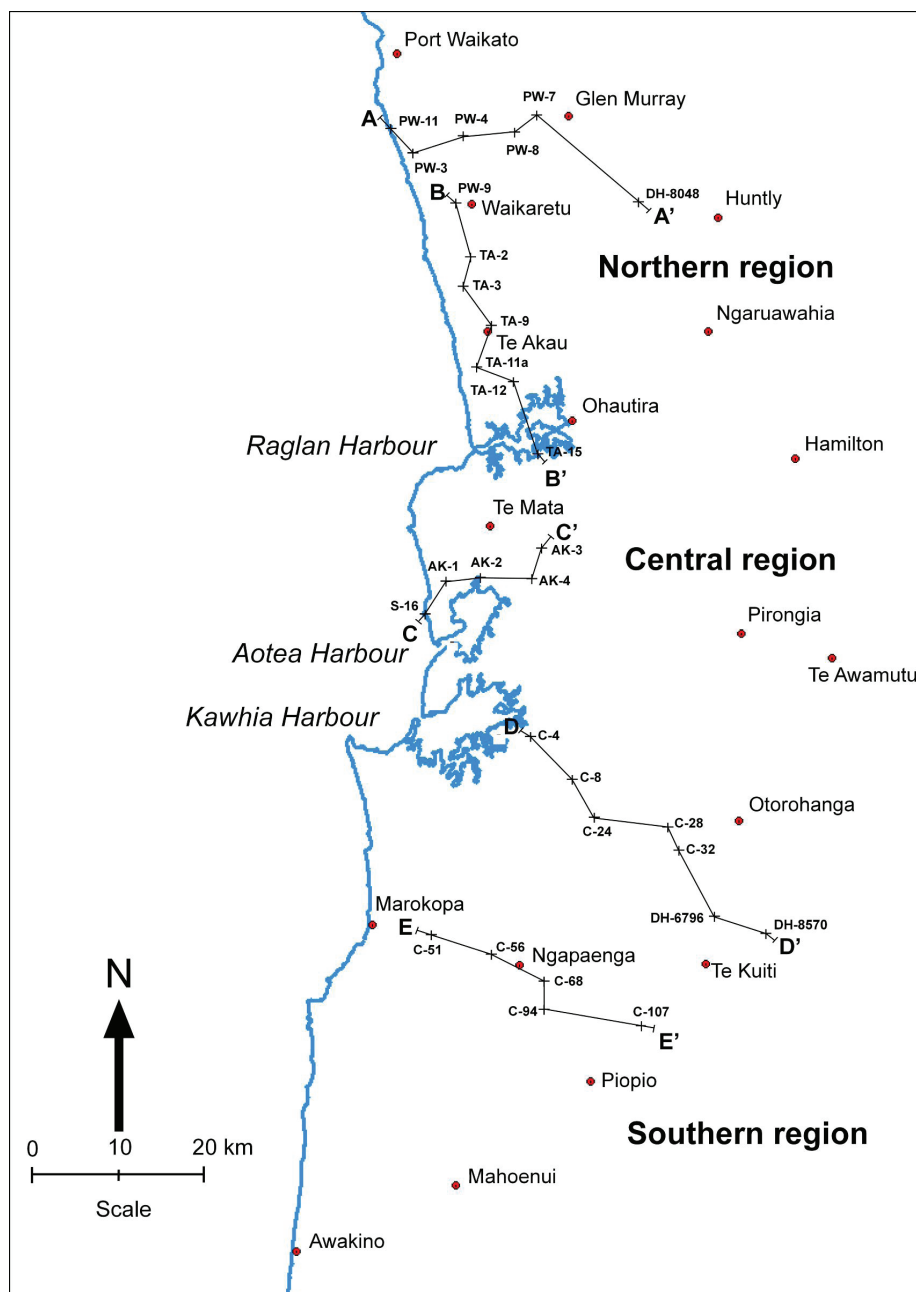 Port Waikato
PW-7
Glen Murray
A
PW-11
PW-4
PW-8
PW-3
DH-8048
B
PW-9
Waikaretu
A’
Huntly
TA-2
Northern region
TA-3
Ngaruawahia
TA-9
Te Akau
TA-11a
TA-12
Ohautira
Raglan Harbour
TA-15
Hamilton
B’
Te Mata
C’
AK-3
Central region
AK-1
AK-2
AK-4
S-16
C
Pirongia
Aotea Harbour
Te Awamutu
Kawhia Harbour
D
C-4
C-8
Otorohanga
C-24
C-28
C-32
Marokopa
DH-6796
DH-8570
E
D’
C-51
C-56
Ngapaenga
Te Kuiti
N
C-68
C-94
C-107
E’
Piopio
Southern region
0 10 20 km
Mahoenui
Scale
Awakino